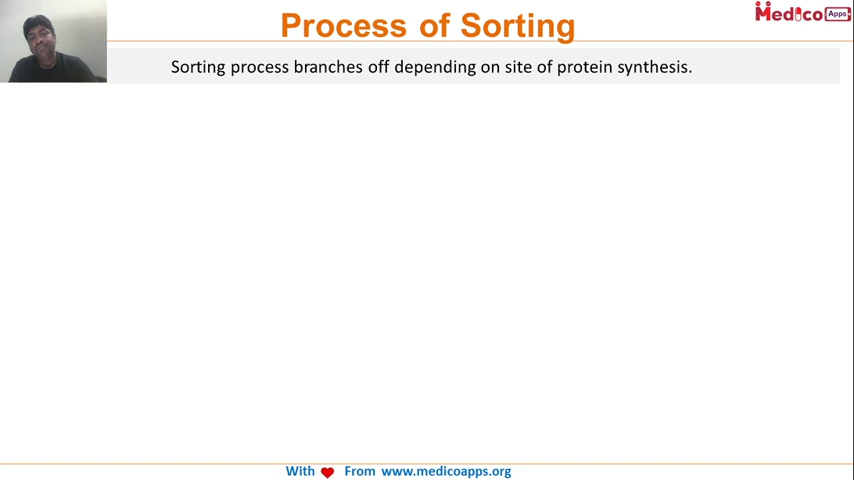 Process of Sorting
Medico Apps
Sorting process branches off depending on site of protein synthesis.
With From www.medicoapps.org